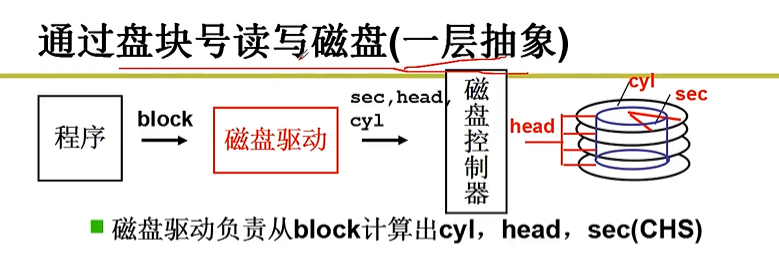 通过盘块号读写磁盘(一层抽象)
程序
block
磁盘驱动
sec,head,
cyl
磁盘控制器
head
cyl
sec
磁盘驱动负责从block计算出cyl，head，sec(CHS)